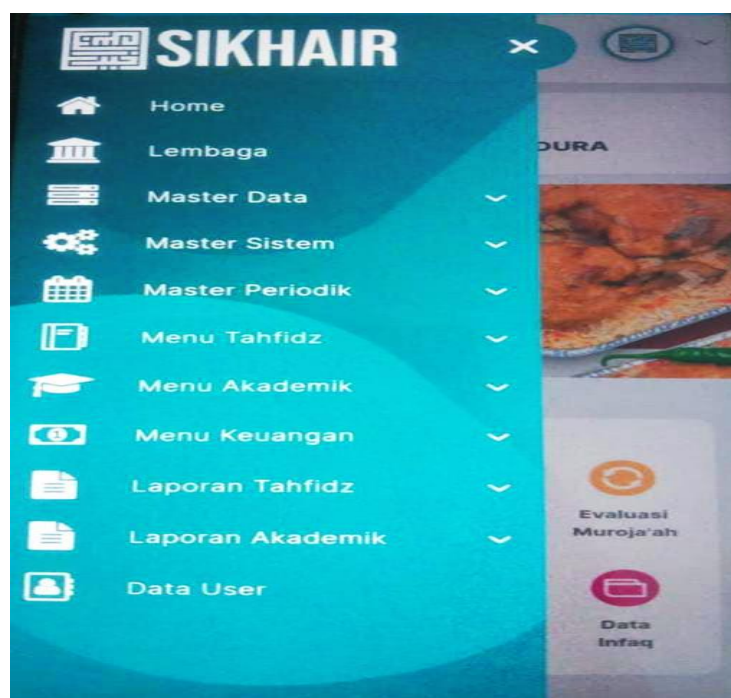 SIKHAIR
Home
Lembaga
Master Data
Master Sistem
Master Periodik
Menu Tahfidz
Menu Akademik
Menu Keuangan
Laporan Tahfidz
Laporan Akademik
Data User
DURA
Evaluasi
Muroja'ah
Data
Infaq